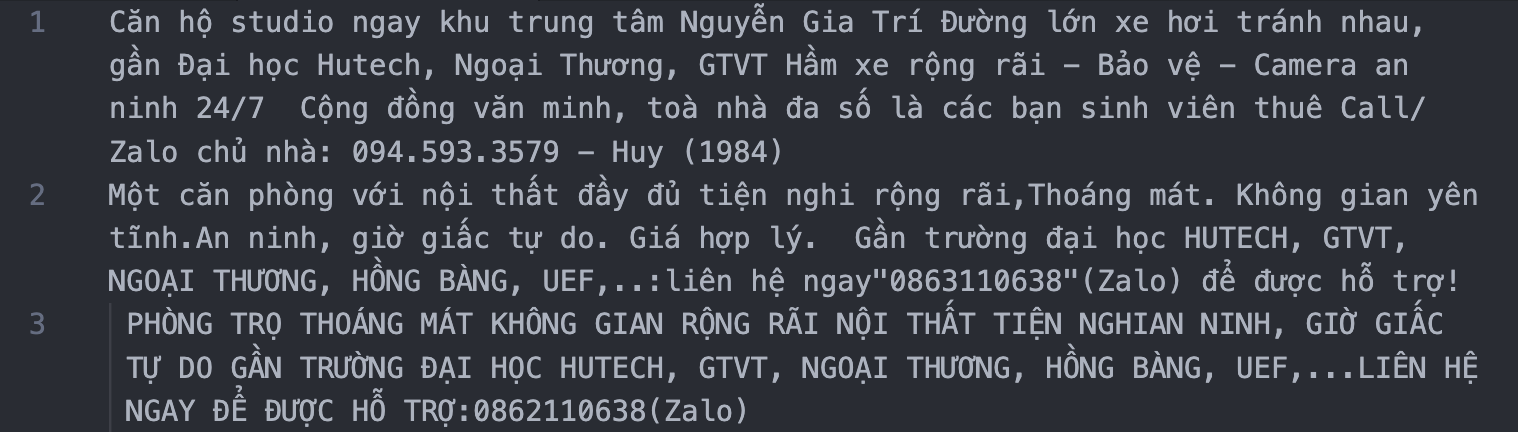 1 Căn hộ studio ngay khu trung tâm Nguyễn Gia Trí Đường lớn xe hơi tránh nhau,
gần Đại học Hutech, Ngoại Thương, GTVT Hầm xe rộng rãi – Bảo vệ – Camera an
ninh 24/7  Cộng đồng văn minh, toà nhà đa số là các bạn sinh viên thuê Call/
Zalo chủ nhà: 094.593.3579 – Huy (1984)
2 Một căn phòng với nội thất đầy đủ tiện nghi rộng rãi,Thoáng mát. Không gian yên
tĩnh.An ninh, giờ giấc tự do. Giá hợp lý.  Gần trường đại học HUTECH, GTVT,
NGOẠI THƯƠNG, HỒNG BÀNG, UEF,..:liên hệ ngay"0863110638"(Zalo) để được hỗ trợ!
3 PHÒNG TRỌ THOÁNG MÁT KHÔNG GIAN RỘNG RÃI NỘI THẤT TIỆN NGHIAN NINH, GIỜ GIẤC
TỰ DO GẦN TRƯỜNG ĐẠI HỌC HUTECH, GTVT, NGOẠI THƯƠNG, HỒNG BÀNG, UEF,...LIÊN HỆ
NGAY ĐỂ ĐƯỢC HỖ TRỢ:0862110638(Zalo)